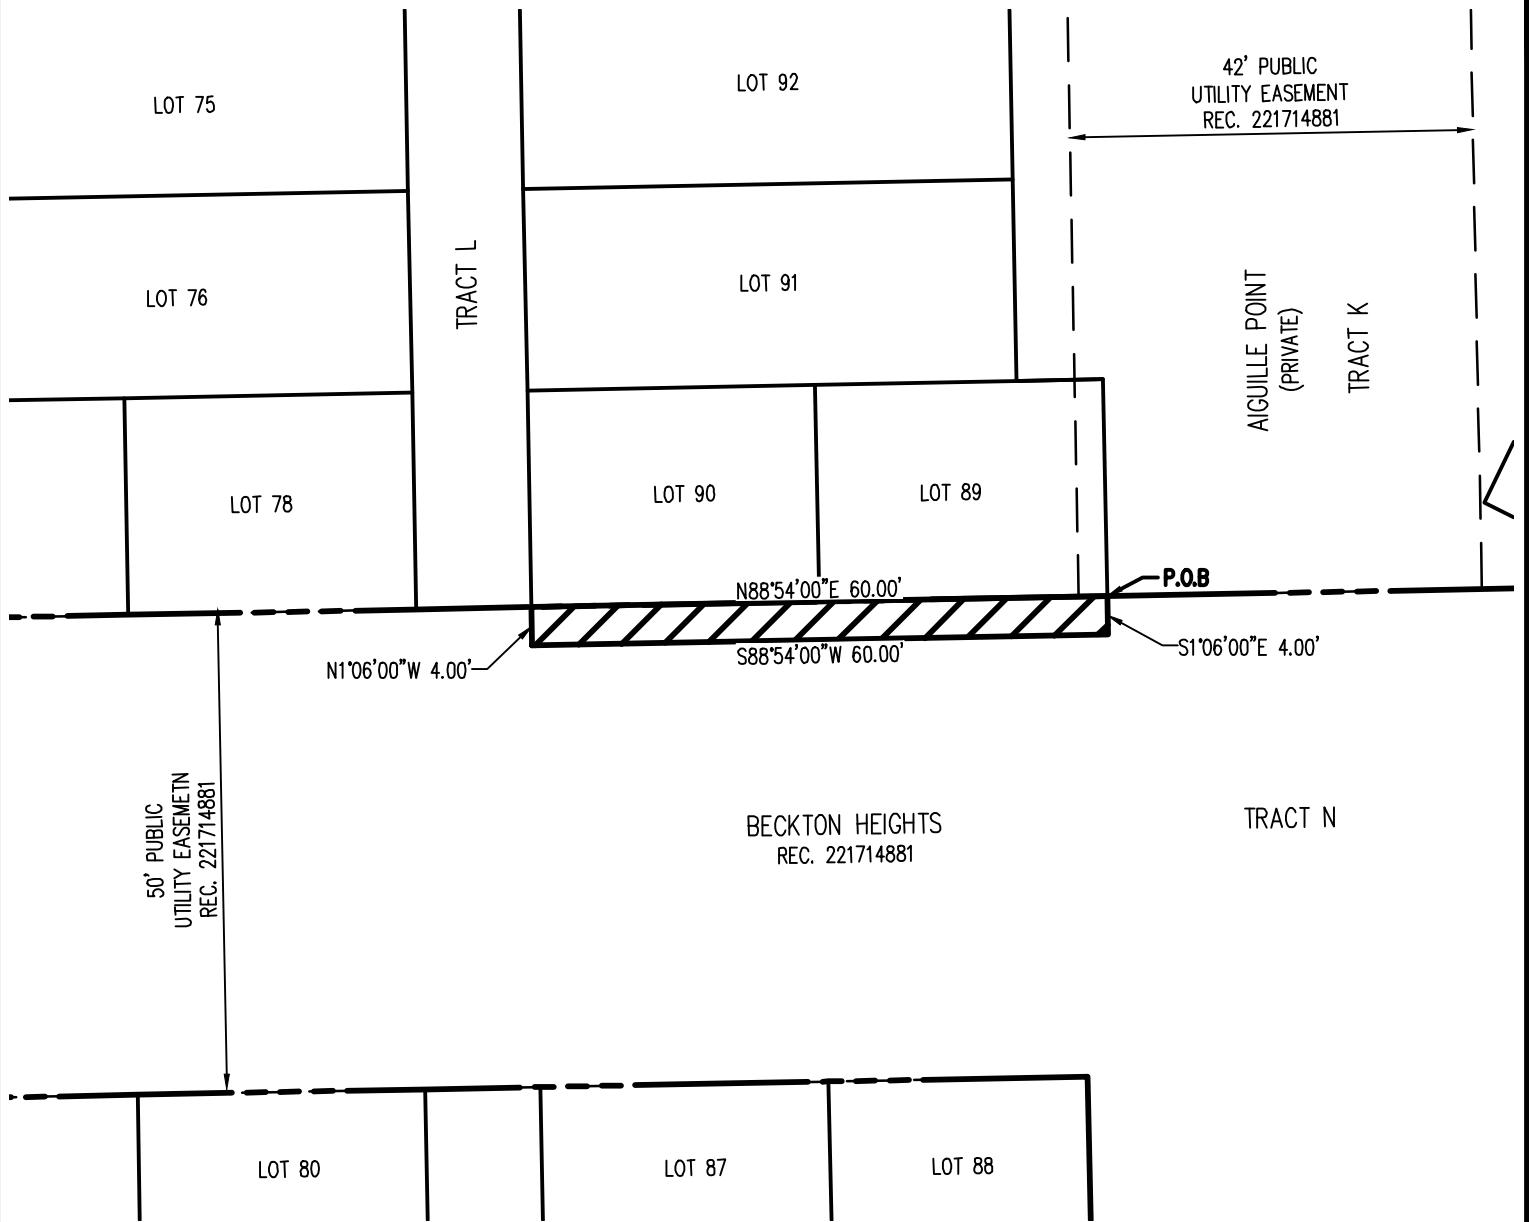 LOT 75
LOT 92
42' PUBLIC
UTILITY EASEMENT
REC. 221714881
LOT 76
TRACT L
LOT 91
AIGUILLE POINT
(PRIVATE)
TRACT K
LOT 78
LOT 90
LOT 89
P.O.B
N88°54'00"E 60.00'
S88°54'00"W 60.00'
N1°06'00"W 4.00'
S1°06'00"E 4.00'
50' PUBLIC
UTILITY EASEMETN
REC. 221714881
BECKTON HEIGHTS
REC. 221714881
TRACT N
LOT 80
LOT 87
LOT 88